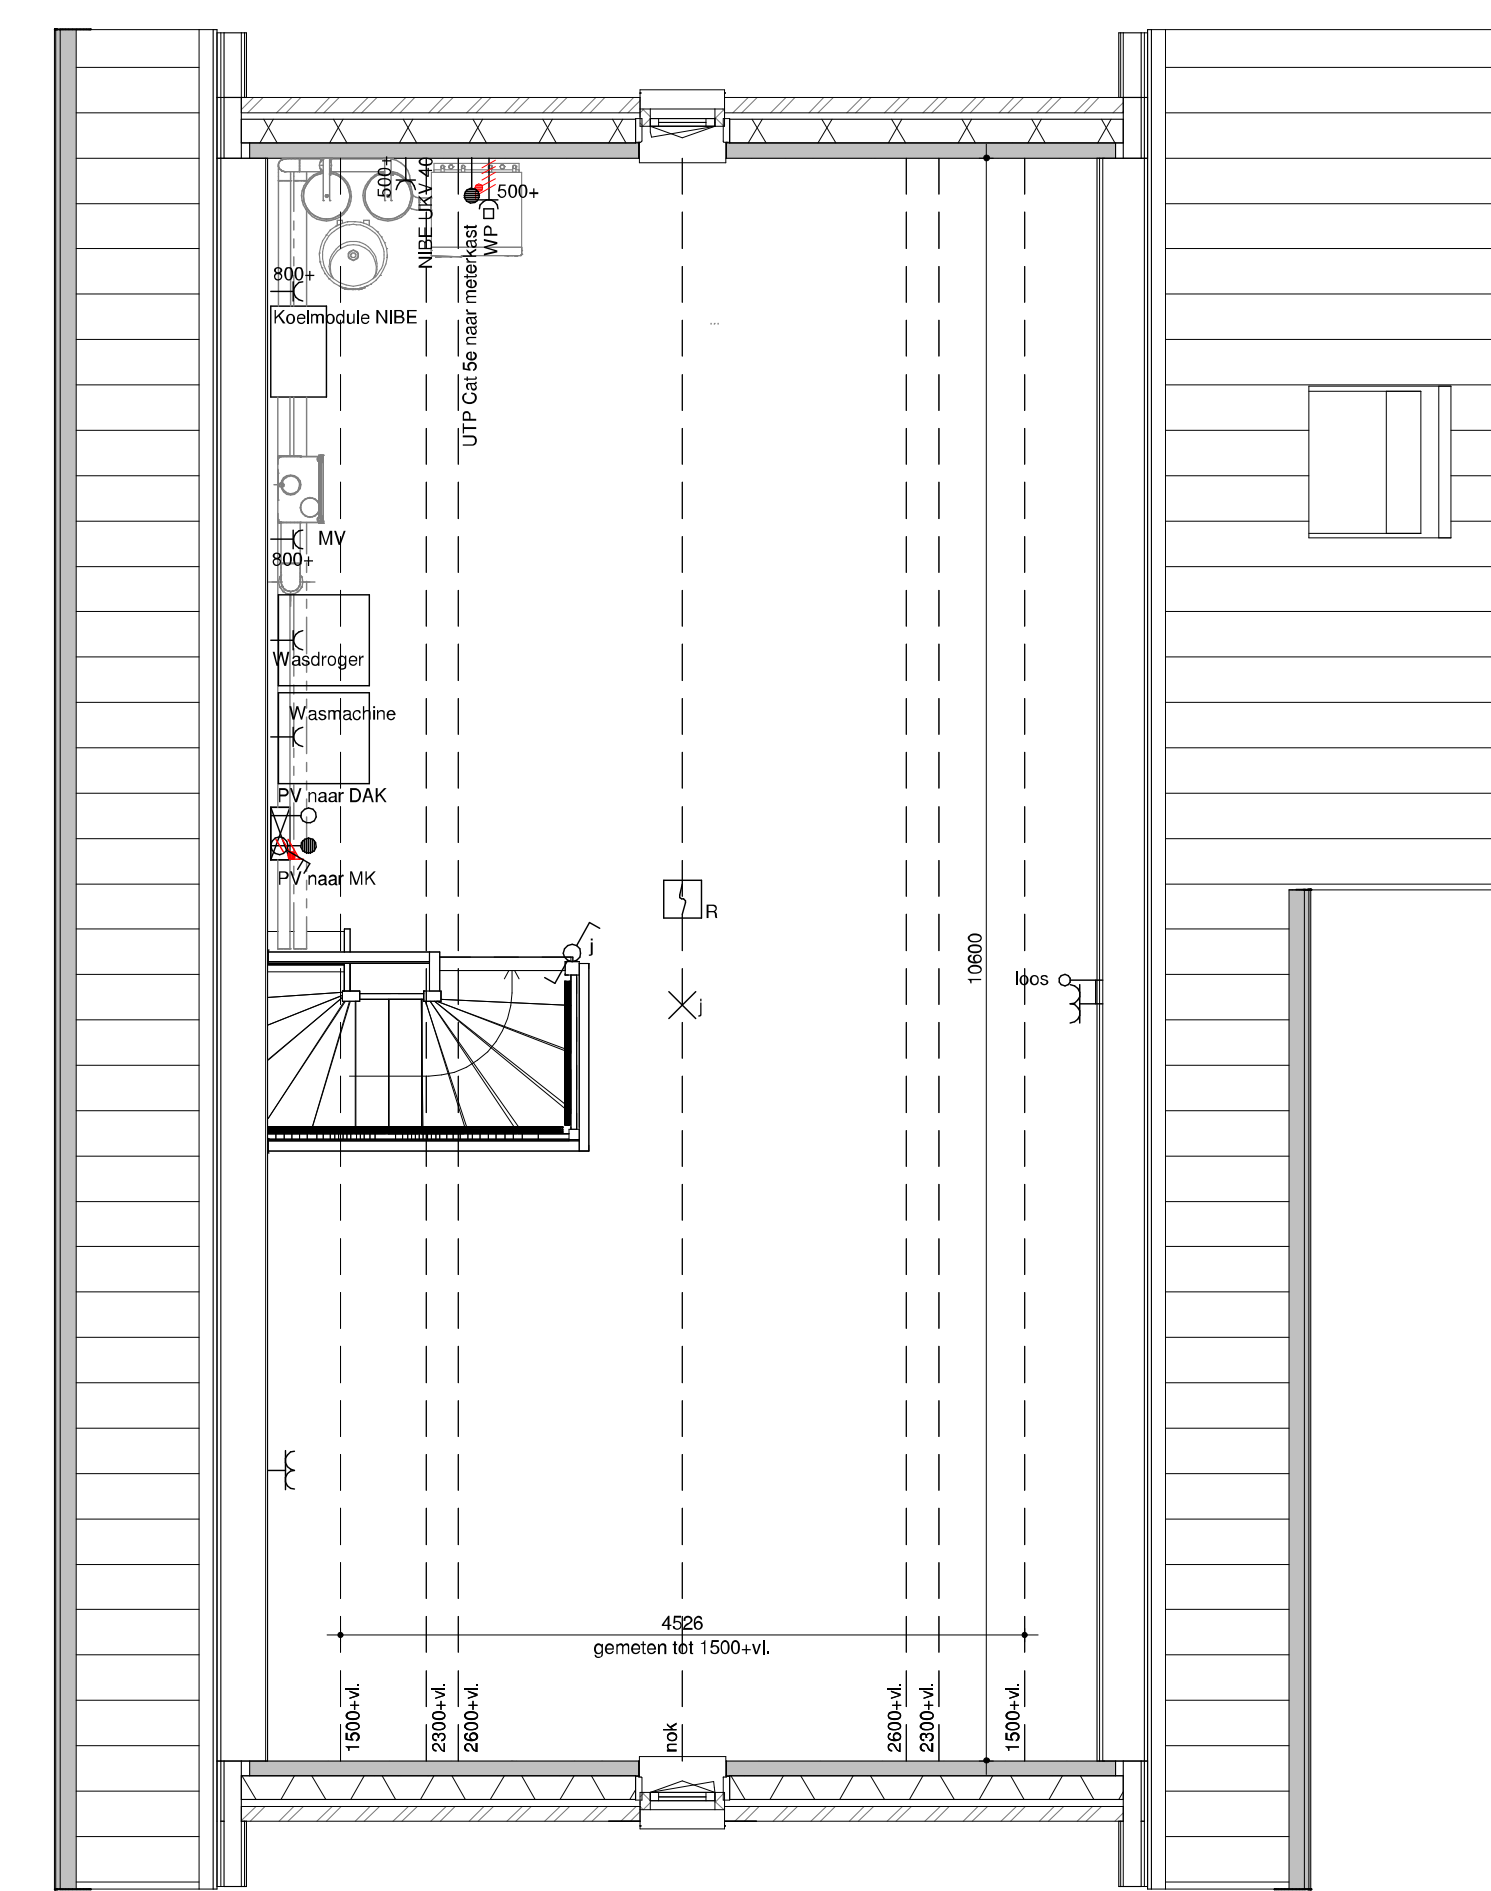 500+
NIBE UKV 40
500+
WP
UTP Cat 5e naar meterkast
800+
Koelmodule NIBE
...
MV
800+
Wasdroger
Wasmachine
PV naar DAK
PV naar MK
R
j
j
10600
loos
4526
gemeten tot 1500+vl.
1500+vl.
2300+vl.
2600+vl.
nok
2600+vl.
2300+vl.
1500+vl.